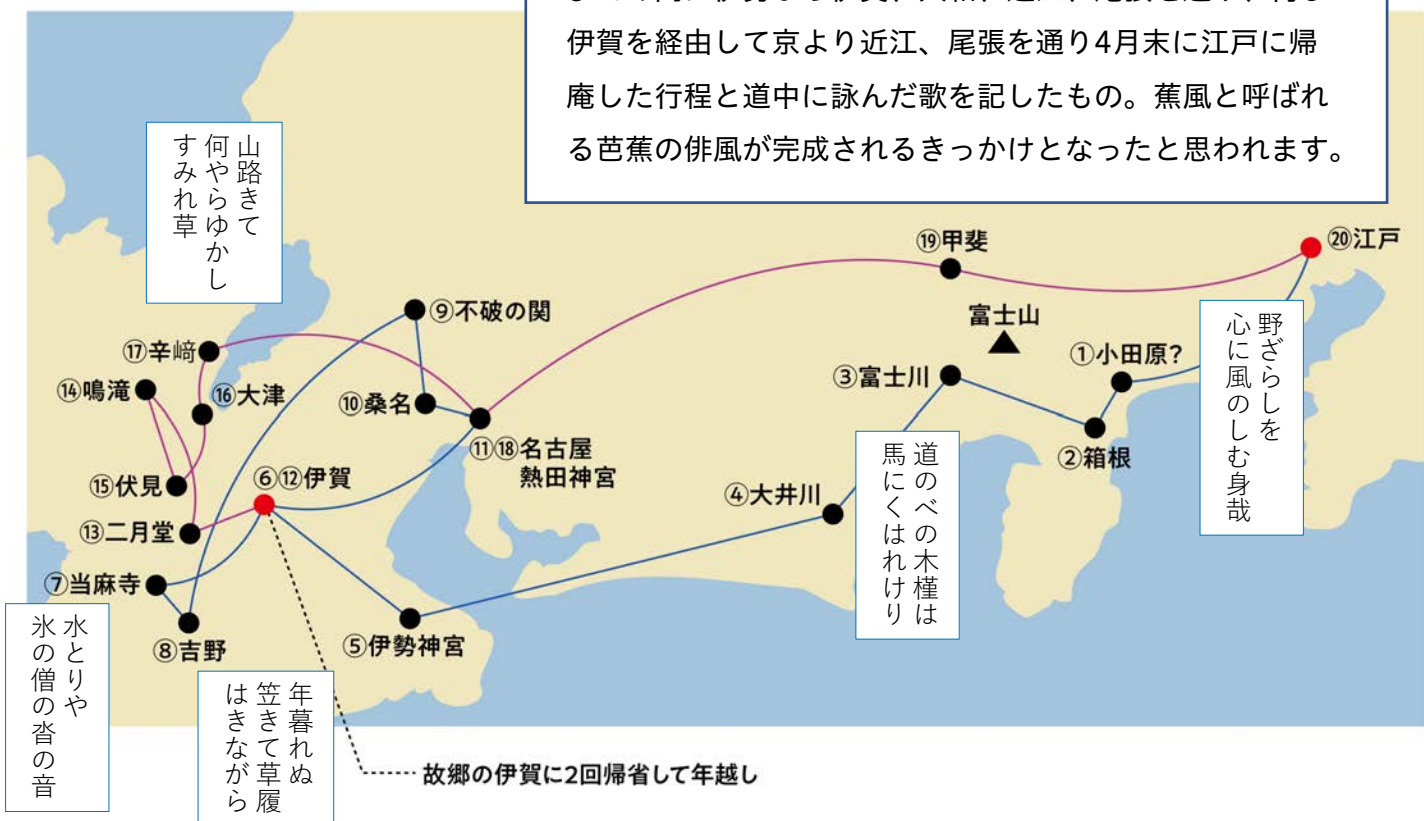 伊賀を経由して京より近江、尾張を通り4月末に江戸に帰
庵した行程と道中に詠んだ歌を記したもの。蕉風と呼ばれ
る芭蕉の俳風が完成されるきっかけとなったと思われます。
山路きて
何やらゆかし
すみれ草
⑲甲斐
⑳江戸
富士山
⑨不破の関
①小田原?
野ざらしを
心に風のしむ身哉
⑰辛﨑
③富士川
⑭鳴滝
⑯大津
⑩桑名
⑪⑱名古屋
熱田神宮
②箱根
道のべの木槿は
馬にくはれけり
⑮伏見
⑥⑫伊賀
④大井川
⑬二月堂
⑦当麻寺
⑧吉野
⑤伊勢神宮
水とりや
氷の僧の沓の音
年暮れぬ
笠きて草履
はきながら
故郷の伊賀に2回帰省して年越し